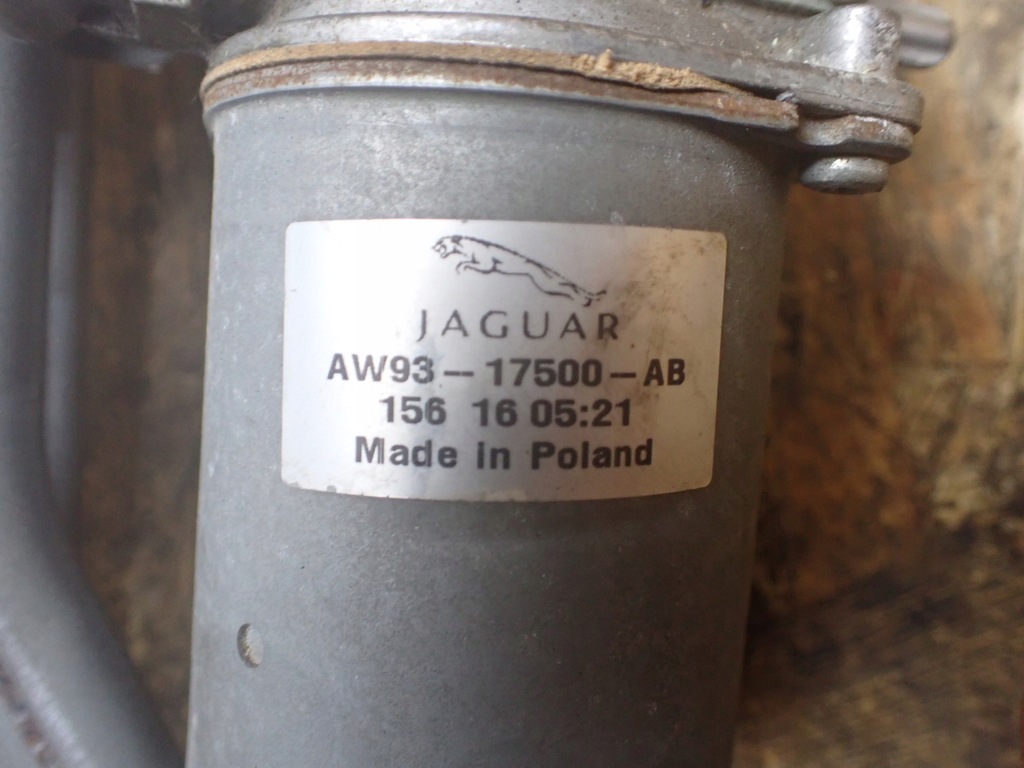 JAGUAR
AW93-17500-AB
156 16 05:21
Made in Poland